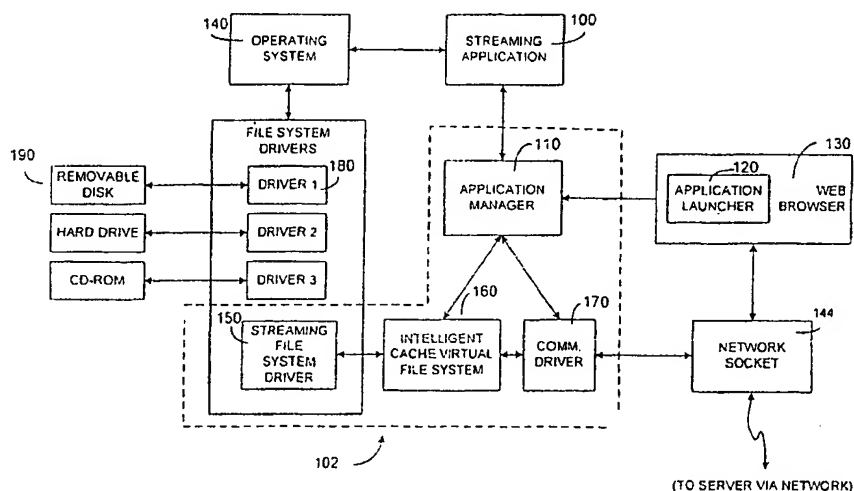 140
OPERATING
SYSTEM
100
STREAMING
APPLICATION
FILE SYSTEM
DRIVERS
190
REMOVABLE
DISK
180
DRIVER 1
HARD DRIVE
DRIVER 2
CD-ROM
DRIVER 3
150
STREAMING
FILE
SYSTEM
DRIVER
110
APPLICATION
MANAGER
130
120
APPLICATION
LAUNCHER
WEB
BROWSER
160
INTELLIGENT
CACHE VIRTUAL
FILE SYSTEM
170
COMM.
DRIVER
144
NETWORK
SOCKET
102
(TO SERVER VIA NETWORK)